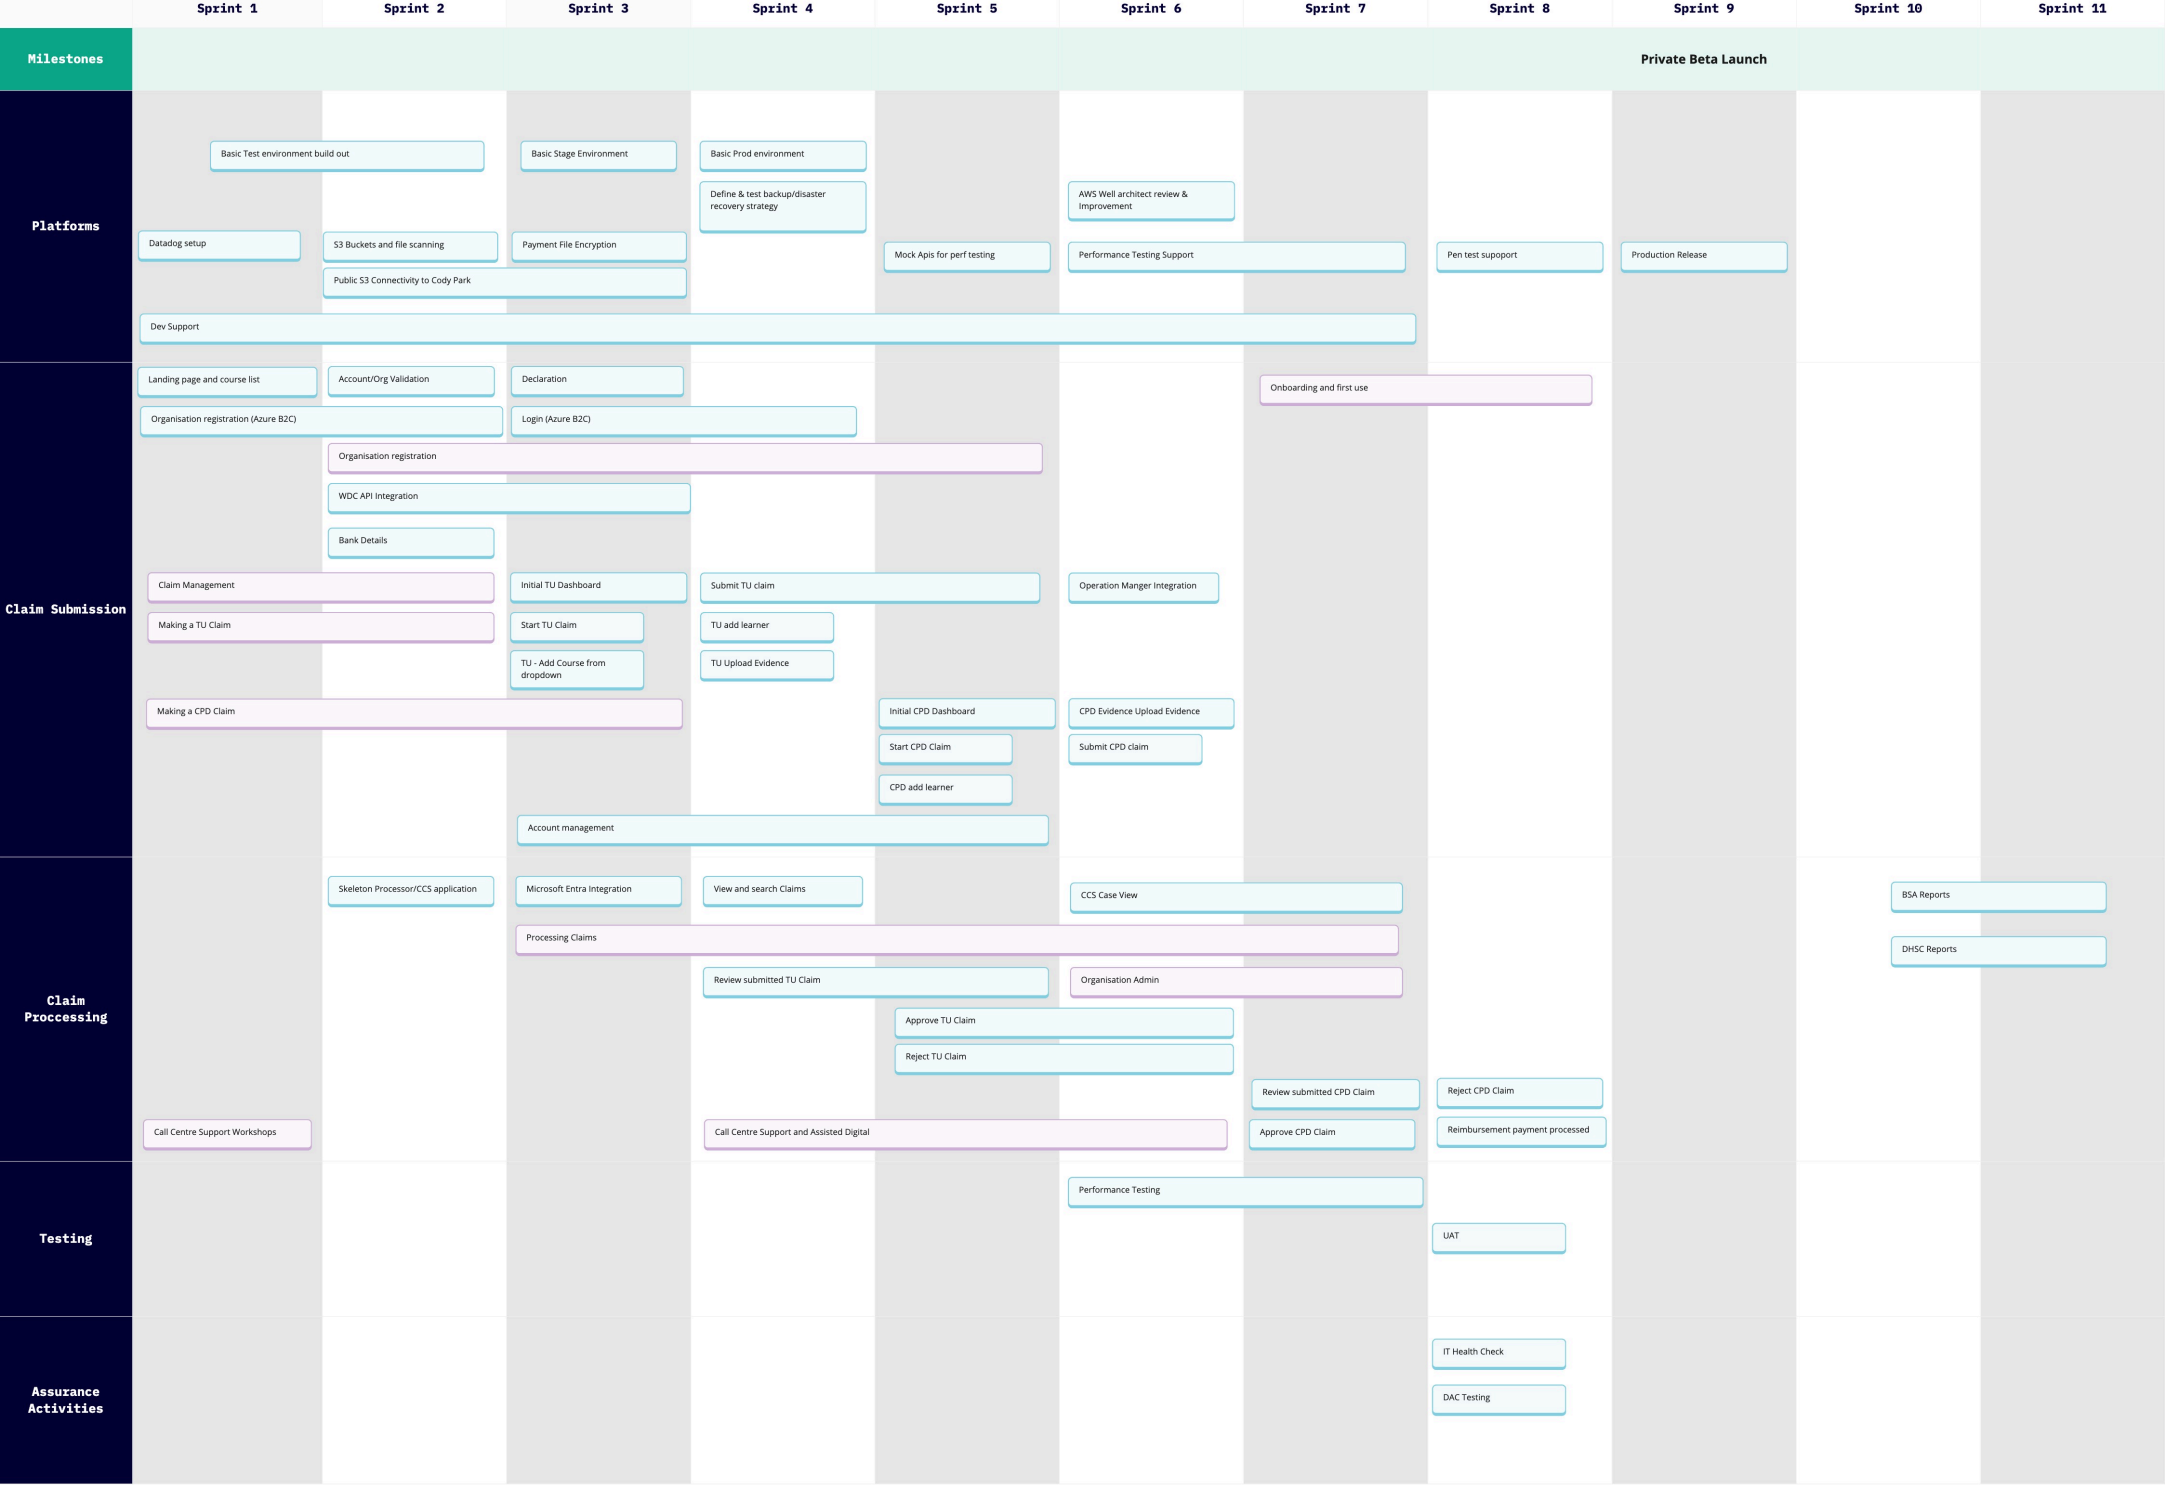 Sprint 1
Sprint 2
Sprint 3
Sprint 4
Sprint 5
Sprint 6
Sprint 7
Sprint 8
Sprint 9
Sprint 10
Sprint 11
Milestones
Private Beta Launch
Platforms
Basic Test environment build out
Basic Stage Environment
Basic Prod environment
Define & test backup/disaster
recovery strategy
AWS Well architect review &
Improvement
Datadog setup
S3 Buckets and file scanning
Payment File Encryption
Mock Apis for perf testing
Performance Testing Support
Pen test supoport
Production Release
Public S3 Connectivity to Cody Park
Dev Support
Claim Submission
Landing page and course list
Account/Org Validation
Declaration
Onboarding and first use
Organisation registration (Azure B2C)
Login (Azure B2C)
Organisation registration
WDC API Integration
Bank Details
Claim Management
Initial TU Dashboard
Submit TU claim
Operation Manger Integration
Making a TU Claim
Start TU Claim
TU add learner
TU - Add Course from
dropdown
TU Upload Evidence
Making a CPD Claim
Initial CPD Dashboard
CPD Evidence Upload Evidence
Start CPD Claim
Submit CPD claim
CPD add learner
Account management
Claim
Proccessing
Skeleton Processor/CCS application
Microsoft Entra Integration
View and search Claims
CCS Case View
BSA Reports
Processing Claims
DHSC Reports
Review submitted TU Claim
Organisation Admin
Approve TU Claim
Reject TU Claim
Review submitted CPD Claim
Reject CPD Claim
Call Centre Support Workshops
Call Centre Support and Assisted Digital
Approve CPD Claim
Reimbursement payment processed
Testing
Performance Testing
UAT
Assurance
Activities
IT Health Check
DAC Testing